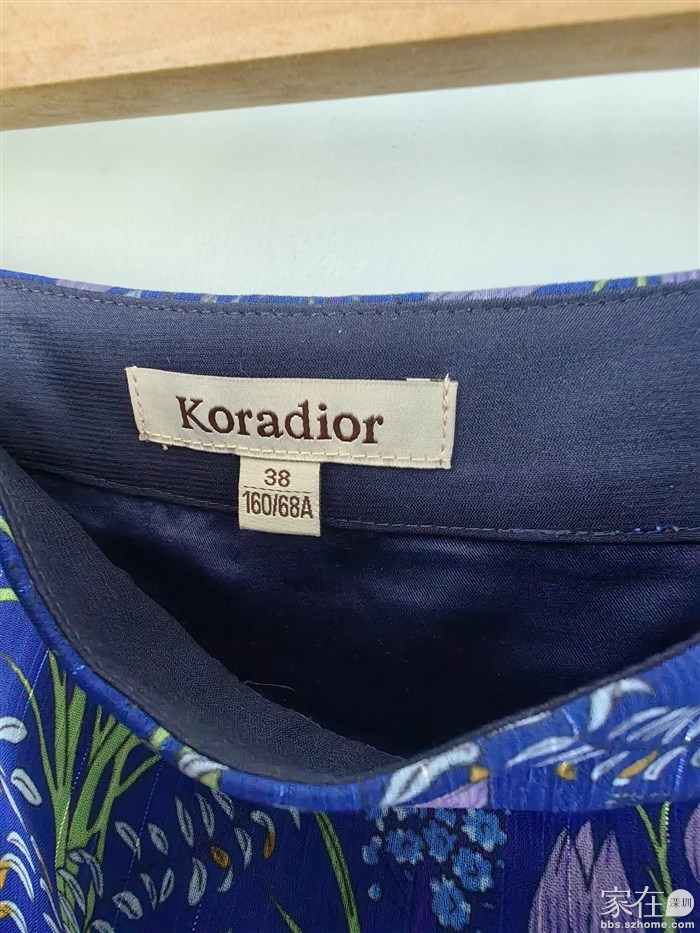 Koradior
38
160/68A
家在深圳
bbs.szhome.com